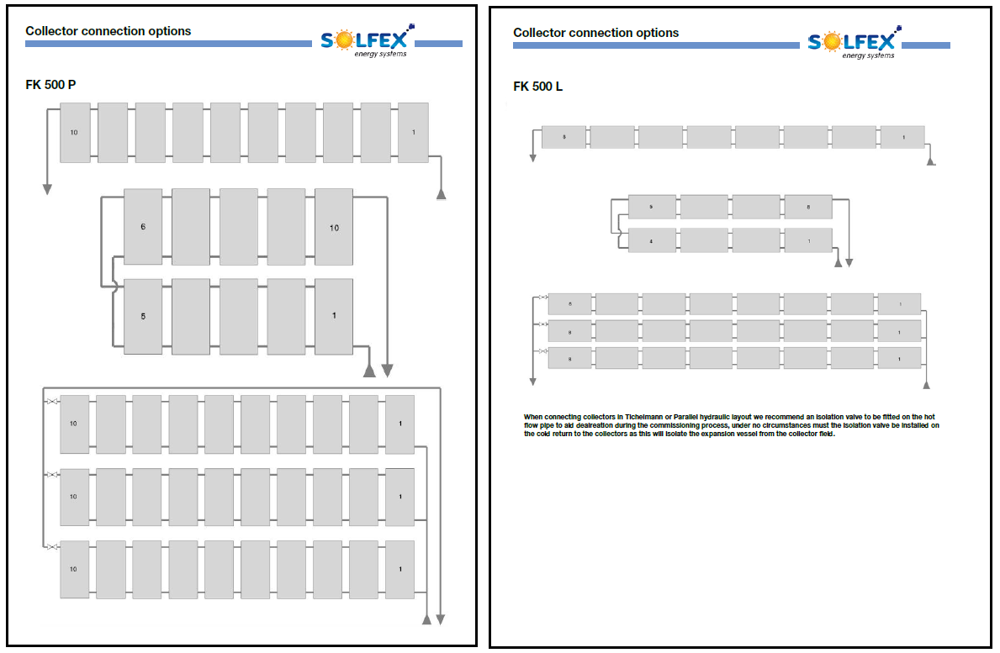 Collector connection options
SOLFEX
energy systems
FK 500 P
10
1
6
10
5
1
10
1
10
1
10
1
Collector connection options
SOLFEX
energy systems
FK 500 L
8
1
5
8
4
1
8
1
8
1
8
1
When connecting collectors in Tichelmann or Parallel hydraulic layout we recommend an isolation valve to be fitted on the hot
flow pipe to aid deaireation during the commissioning process, under no circumstances must the isolation valve be installed on
the cold return to the collectors as this will isolate the expansion vessel from the collector field.